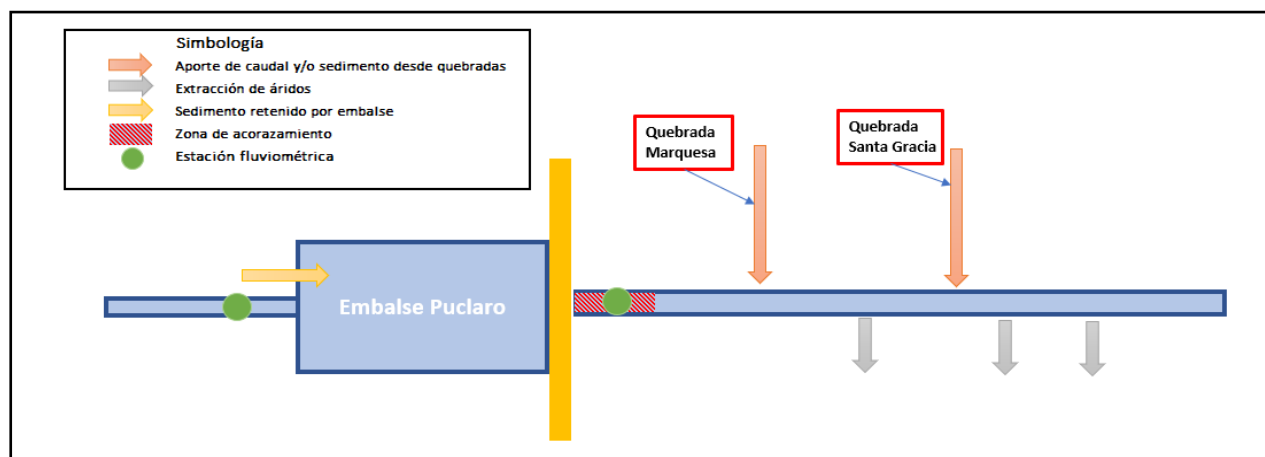 Simbología
Aporte de caudal y/o sedimento desde quebradas
Extracción de áridos
Sedimento retenido por embalse
Zona de acorazamiento
Estación fluviométrica
Quebrada
Marquesa
Quebrada
Santa Gracia
Embalse Puclaro